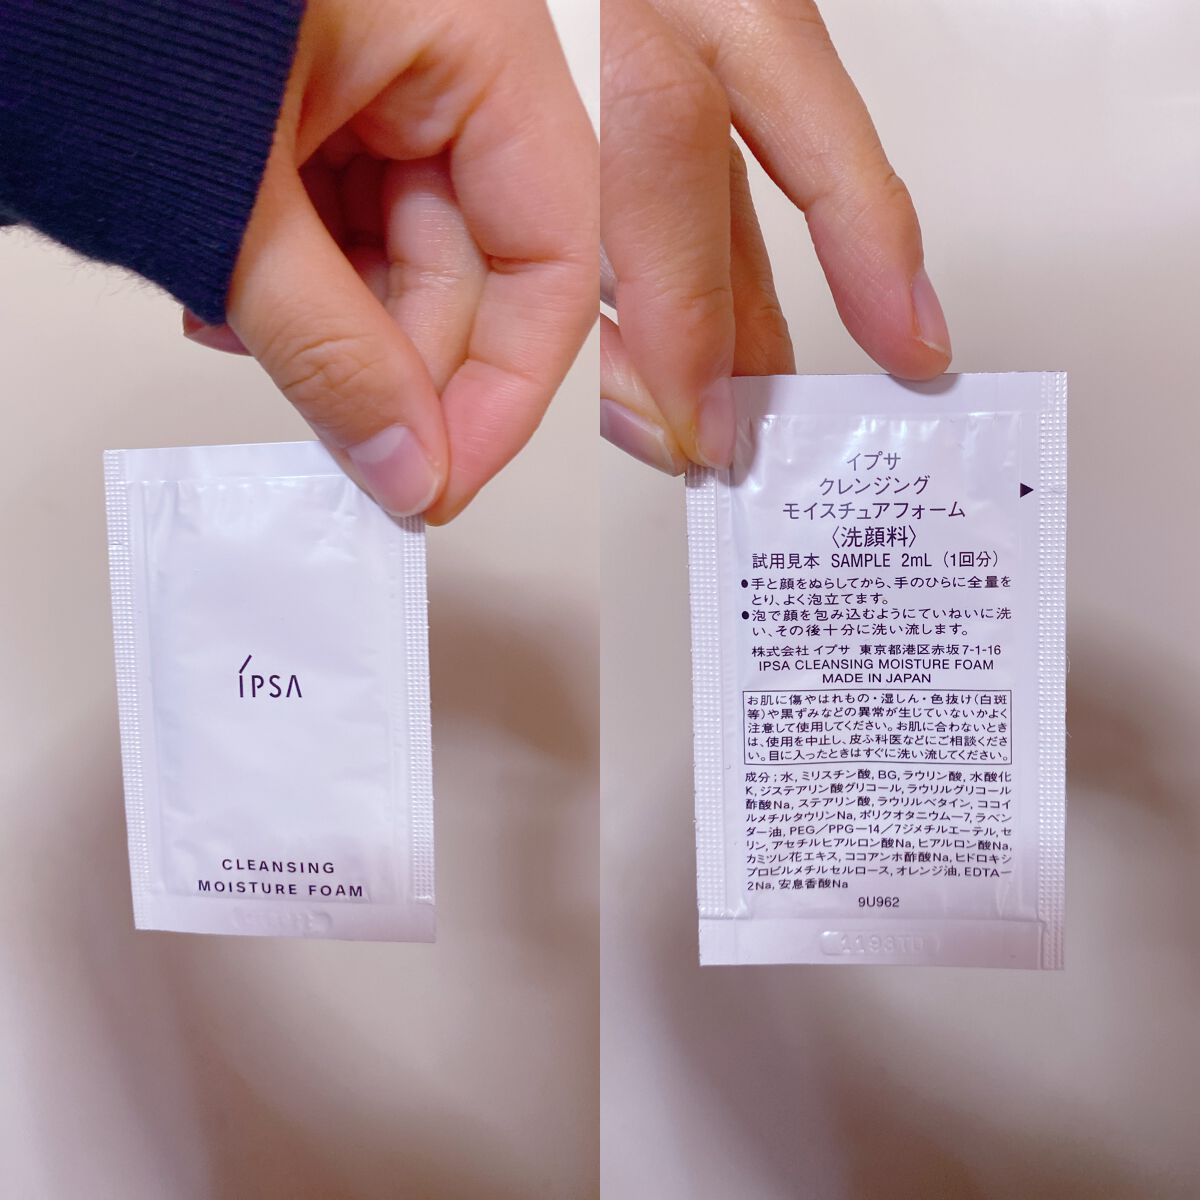 IPSA
CLEANSING
MOISTURE FOAM
イプサ
クレンジング
モイスチュアフォーム
〈洗顔料〉
試用見本 SAMPLE 2mL (1回分)
●手と顔をぬらしてから、手のひらに全量を
とり、よく泡立てます。
●泡で顔を包み込むようにていねいに洗
い、その後十分に洗い流します。
株式会社 イプサ 東京都港区赤坂7-1-16
IPSA CLEANSING MOISTURE FOAM
MADE IN JAPAN
お肌に傷やはれもの・湿しん・色抜け(白斑
等)や黒ずみなどの異常が生じていないかよく
注意して使用してください。お肌に合わないとき
は、使用を中止し、皮ふ科医などにご相談くださ
い。目に入ったときはすぐに洗い流してください。
成分;水, ミリスチン酸, BG, ラウリン酸, 水酸化
K, ジステアリン酸グリコール, ラウリルグリコール
酢酸Na, ステアリン酸, ラウリルベタイン, ココイ
ルメチルタウリンNa, ポリクオタニウム－7, ラベン
ダー油, PEG／PPG－14／7ジメチルエーテル, セ
リン, アセチルヒアルロン酸Na, ヒアルロン酸Na,
カミツレ花エキス, ココアンホ酢酸Na, ヒドロキシ
プロピルメチルセルロース, オレンジ油, EDTA－
2Na, 安息香酸Na
9U962
1193TD